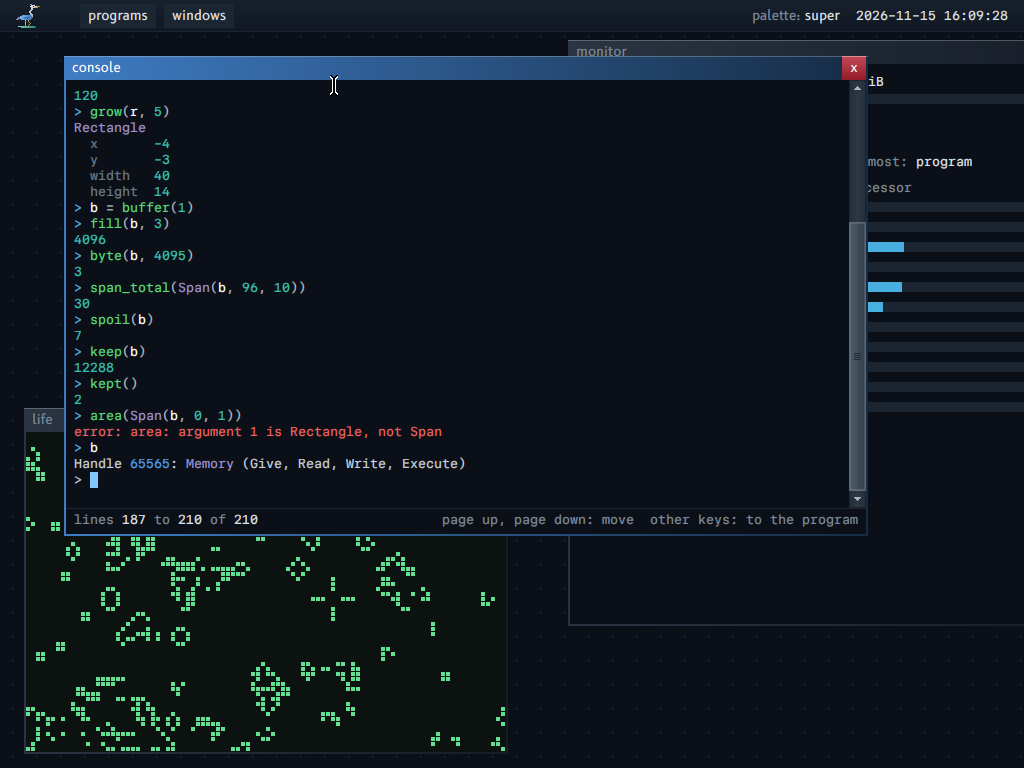 programs windows palette: super 2026-11-15 16:09:28
monitor
console x
iB
120
> grow(r, 5)
Rectangle
x -4
y -3
width 40
height 14
most: program
cessor
> b = buffer(1)
> fill(b, 3)
4096
> byte(b, 4095)
3
> span_total(Span(b, 96, 10))
30
> spoil(b)
7
> keep(b)
12288
> kept()
2
> area(Span(b, 0, 1))
error: area: argument 1 is Rectangle, not Span
> b
Handle 65565: Memory (Give, Read, Write, Execute)
>
lines 187 to 210 of 210 page up, page down: move other keys: to the program
life